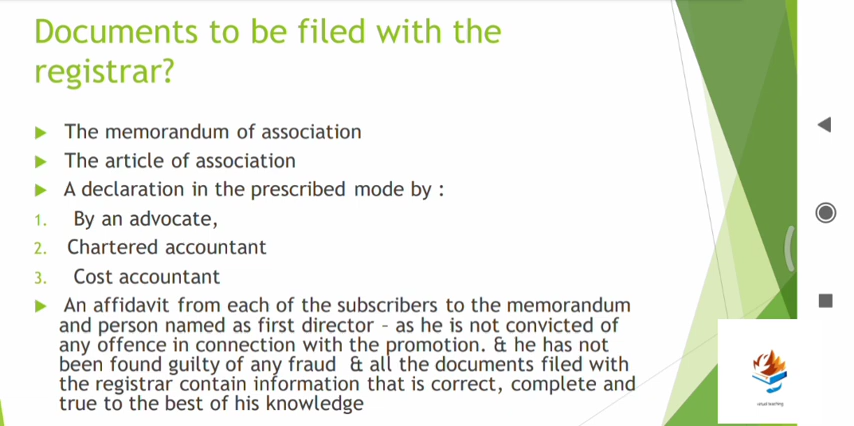 Documents to be filed with the
registrar?
The memorandum of association
The article of association
A declaration in the prescribed mode by :
1. By an advocate,
2. Chartered accountant
3. Cost accountant
An affidavit from each of the subscribers to the memorandum
and person named as first director – as he is not convicted of
any offence in connection with the promotion. & he has not
been found guilty of any fraud & all the documents filed with
the registrar contain information that is correct, complete and
true to the best of his knowledge